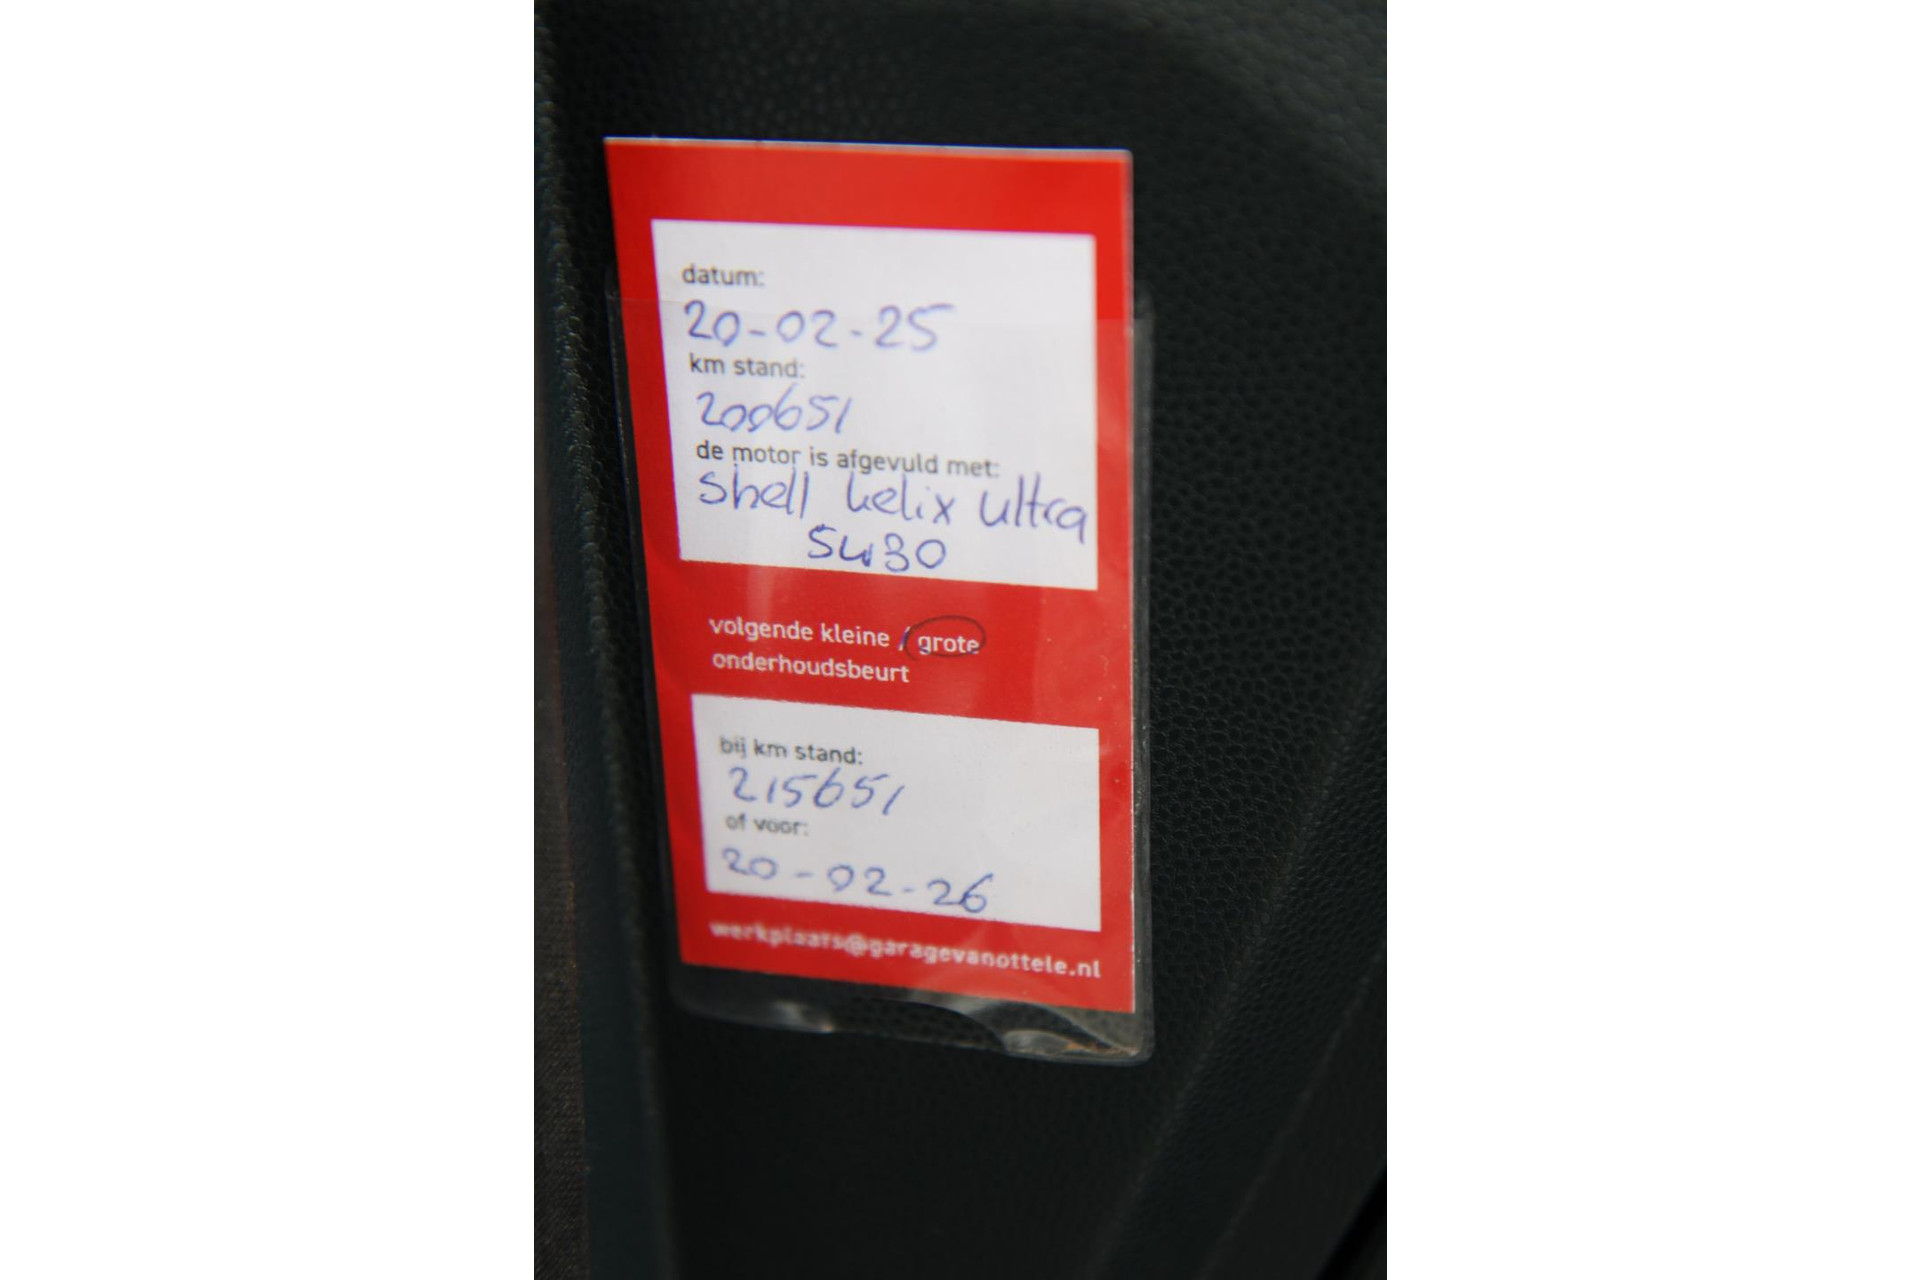 datum:
20-02-25
km stand:
200651
de motor is afgevuld met:
Shell helix ultra
5w30
volgende kleine / grote
onderhoudsbeurt
bij km stand:
215651
of voor:
20-02-26
werkplaats@garagevanottele.nl